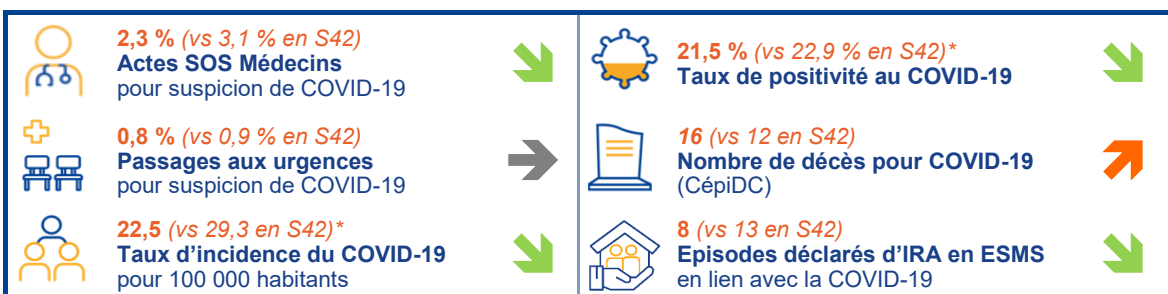 2,3 % (vs 3,1 % en S42)
Actes SOS Médecins
pour suspicion de COVID-19
0,8 % (vs 0,9 % en S42)
Passages aux urgences
pour suspicion de COVID-19
22,5 (vs 29,3 en S42)*
Taux d’incidence du COVID-19
pour 100 000 habitants
21,5 % (vs 22,9 % en S42)*
Taux de positivité au COVID-19
16 (vs 12 en S42)
Nombre de décès pour COVID-19
(CépiDC)
8 (vs 13 en S42)
Episodes déclarés d’IRA en ESMS
en lien avec la COVID-19